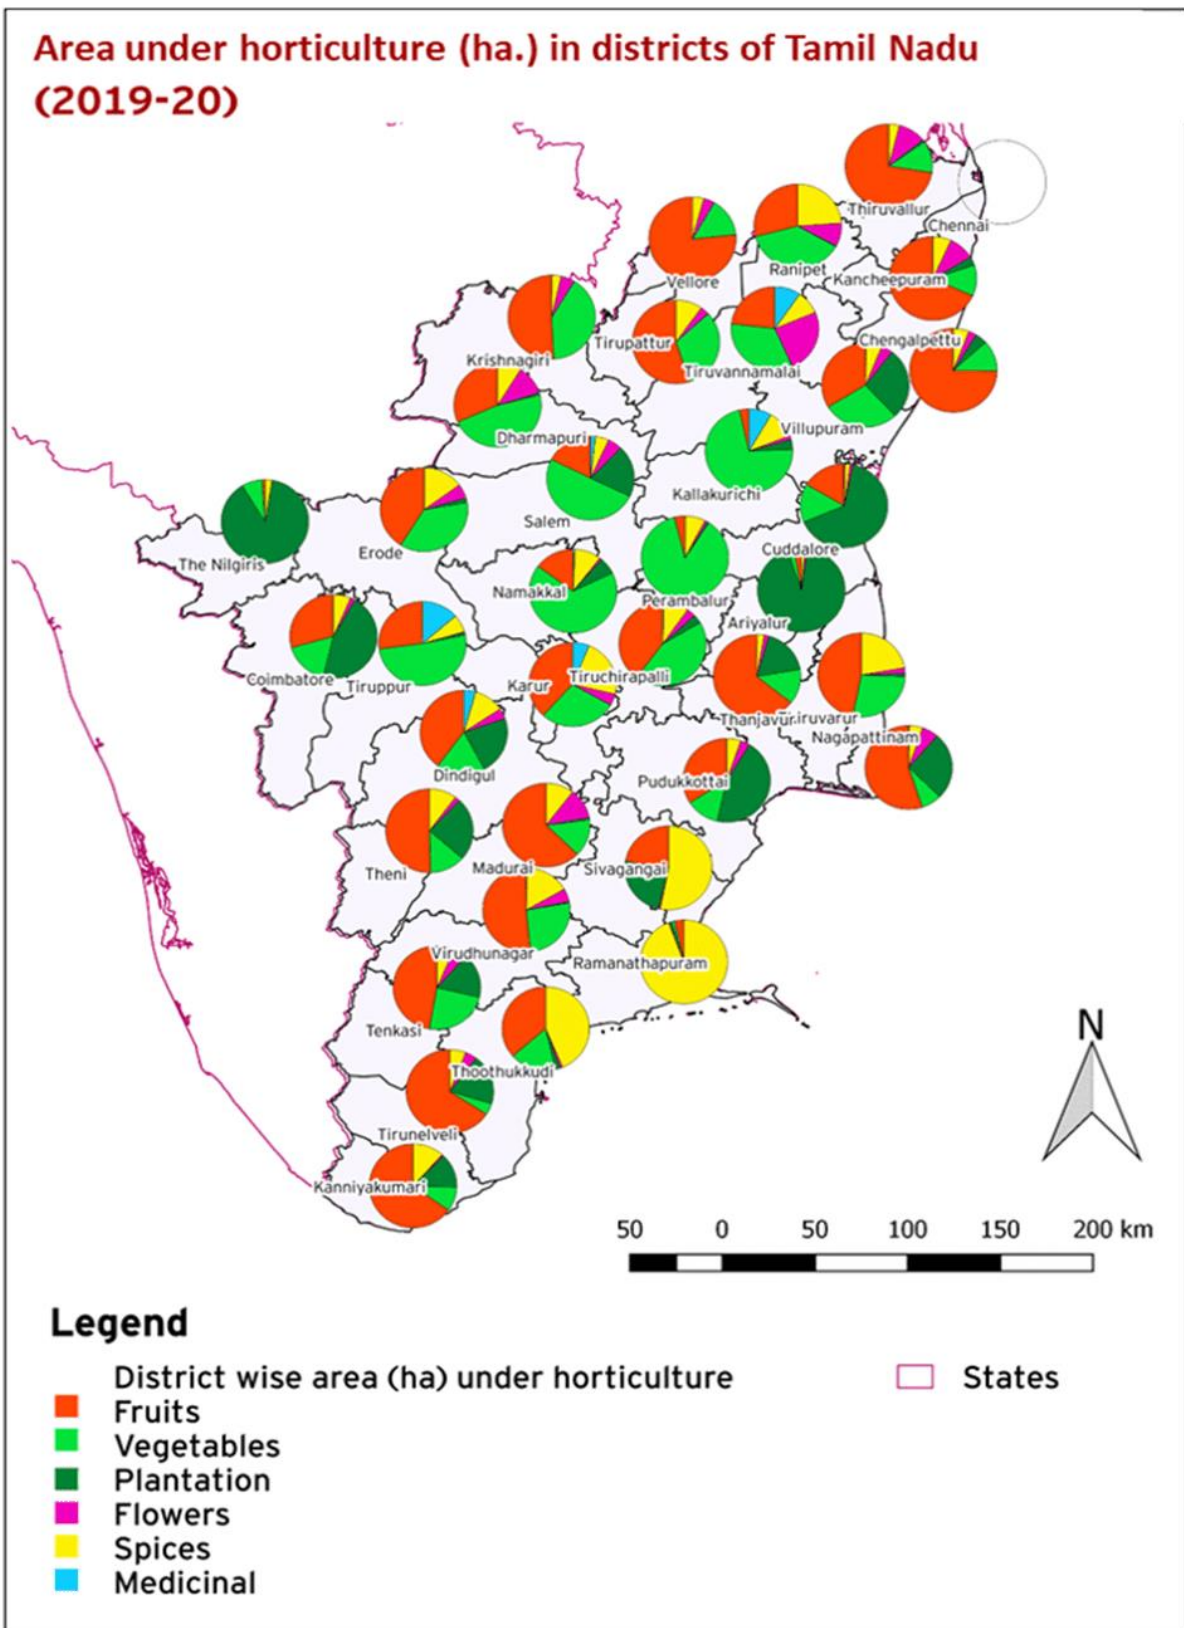 Area under horticulture (ha.) in districts of Tamil Nadu
(2019-20)
Thiruvallur
Chennai
Vellore
Ranipet
Kancheepuram
Krishnagiri
Tirupattur
Chengalpettu
Tiruvannamalai
Dharmapuri
Villupuram
Kallakurichi
Salem
Erode
Cuddalore
The Nilgiris
Namakkal
Perambalur
Ariyalur
Coimbatore
Tiruppur
Karur
Tiruchirapalli
Thanjavur
Thiruvarur
Nagapattinam
Dindigul
Pudukkottai
Theni
Madurai
Sivagangai
Virudhunagar
Ramanathapuram
Tenkasi
Thoothukkudi
Tirunelveli
Kanniyakumari
N
50 0 50 100 150 200 km
Legend
District wise area (ha) under horticulture
States
Fruits
Vegetables
Plantation
Flowers
Spices
Medicinal